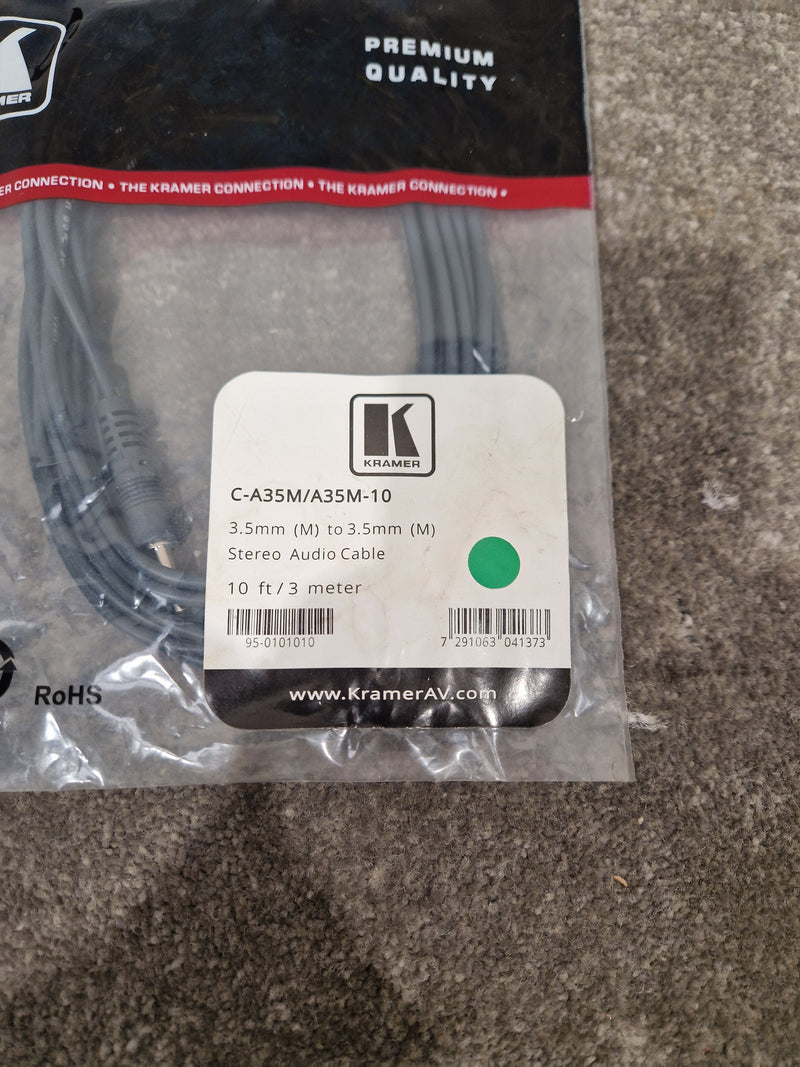 PREMIUM
QUALITY
KRAMER
ER CONNECTION • THE KRAMER CONNECTION • THE KRAMER CONNECTION •
KRAMER
C-A35M/A35M-10
3.5mm (M) to 3.5mm (M)
Stereo Audio Cable
10 ft / 3 meter
95-0101010
7 291063 041373
RoHS
www.KramerAV.com